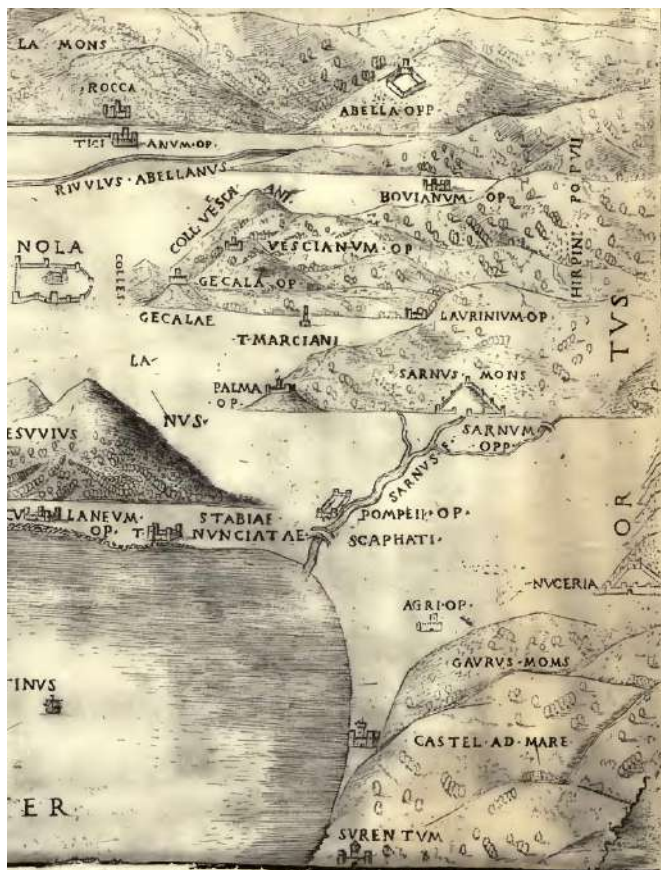 LA MONS
ROCCA
ABELLA·OPP
TICI ANVM·OP·
RIVVLVS·ABELLANVS
COLL·VESCE ANI·
BOVIANVM·OP
HIRPINI POPVII
NOLA
COLLES
VESCIANVM·OP
GECALA·OP
GECALAE
LAVRINIVM·OP
T·MARCIANI
TVS
LA-
NVS·
PALMA
OP·
SARNVS·MONS
SARNVM
OPP·
ESVVIVS
SARNVS F·
LANEVM·
OP·
T·
STABIAE
NVNCIATAE
POMPEII·OP·
SCAPHATI·
OR
NVCERIA
AGRI·OP·
GAVRVS·MOMS
TINVS
CASTEL·AD·MARE·
ER
SVRENTVM